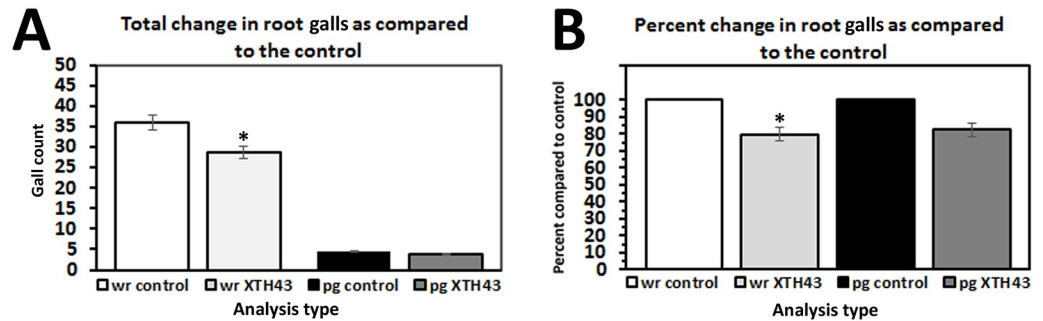 A
Total change in root galls as compared
to the control
Gall count
50
45
40
35
30
25
20
15
10
5
0
*
wr control wr XTH43 pg control pg XTH43
Analysis type
B
Percent change in root galls as compared
to the control
Percent compared to control
100
90
80
70
60
50
40
30
20
10
0
*
wr control wr XTH43 pg control pg XTH43
Analysis type